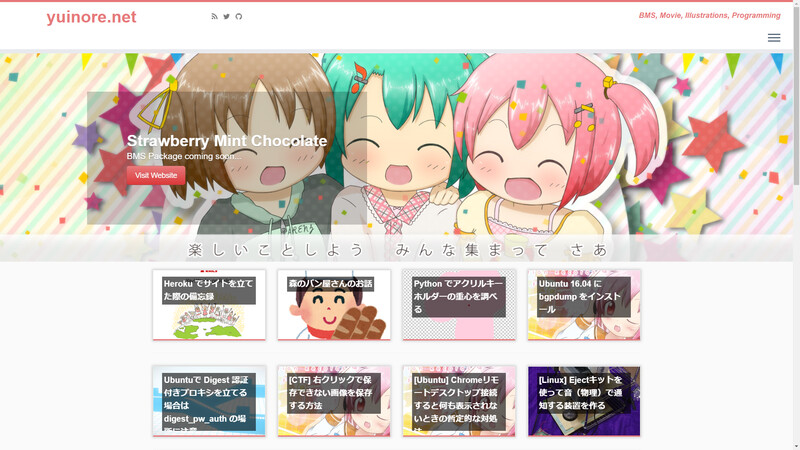 yuinore.net
BMS, Movie, Illustrations, Programming
Strawberry Mint Chocolate
BMS Package coming soon...
Visit Website
楽しいことしよう みんな集まって さあ
Heroku でサイトを立て
た際の備忘録
森のパン屋さんのお話
Python でアクリルキー
ホルダーの重心を調べ
る
Ubuntu 16.04 に
bgpdump をインスト
ール
Ubuntuで Digest 認証
付きプロキシを立てる
場合は
digest_pw_auth の場
所に注意
[CTF] 右クリックで保
存できない画像を保存
する方法
[Ubuntu] Chromeリモ
ートデスクトップ接続
すると何も表示されな
いときの暫定的な対処
[Linux] Ejectキットを
使って音（物理）で通
知する装置を作る